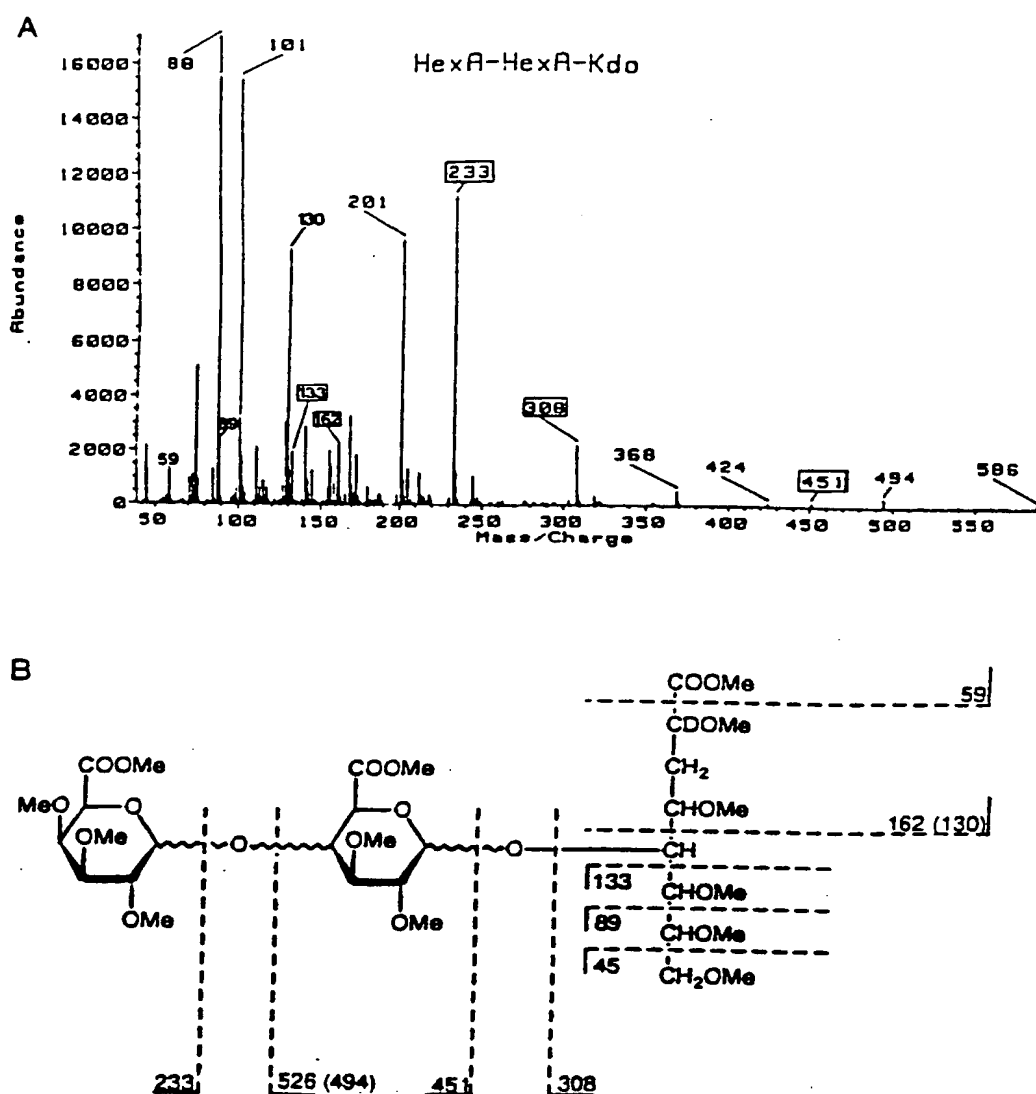 A
HexA-HexA-Kdo
Abundance
16000
14000
12000
10000
8000
6000
4000
2000
0
88
101
130
201
233
133
162
59
89
308
368
424
451
494
586
50
100
150
200
250
300
350
400
450
500
550
Mass/Charge
B
COOMe
59
CDOMe
CH2
CHOMe
162 (130)
CH
133
CHOMe
89
CHOMe
45
CH2OMe
COOMe
MeO
O
OMe
OMe
O
COOMe
O
OMe
OMe
O
233
526 (494)
451
308